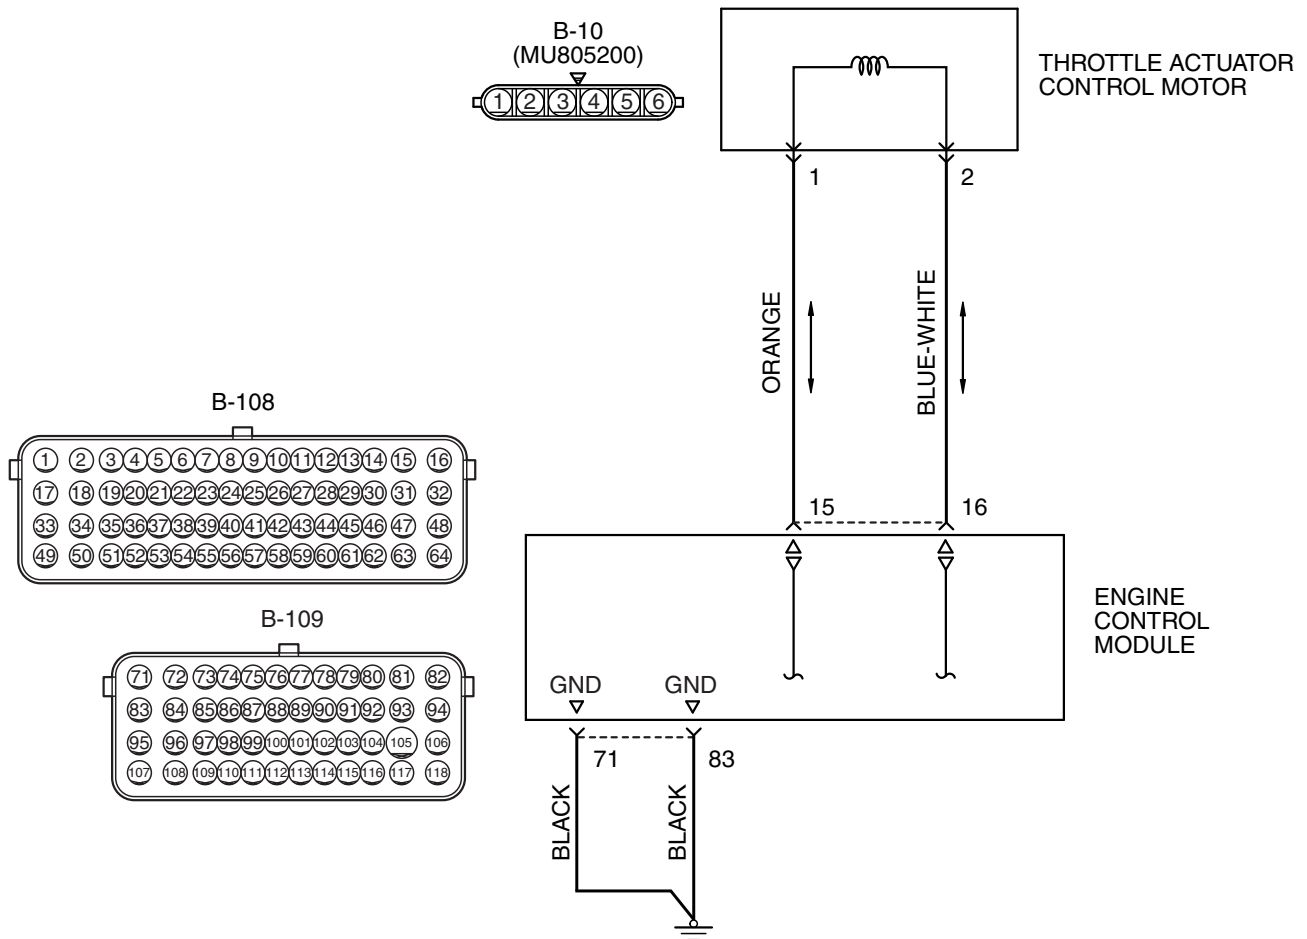 B-10
(MU805200)
1 2 3 4 5 6
THROTTLE ACTUATOR
CONTROL MOTOR
1
2
ORANGE
BLUE-WHITE
B-108
1 2 3 4 5 6 7 8 9 10 11 12 13 14 15 16
17 18 19 20 21 22 23 24 25 26 27 28 29 30 31 32
33 34 35 36 37 38 39 40 41 42 43 44 45 46 47 48
49 50 51 52 53 54 55 56 57 58 59 60 61 62 63 64
15
16
ENGINE
CONTROL
MODULE
B-109
71 72 73 74 75 76 77 78 79 80 81 82
83 84 85 86 87 88 89 90 91 92 93 94
95 96 97 98 99 100 101 102 103 104 105 106
107 108 109 110 111 112 113 114 115 116 117 118
GND
GND
71
83
BLACK
BLACK